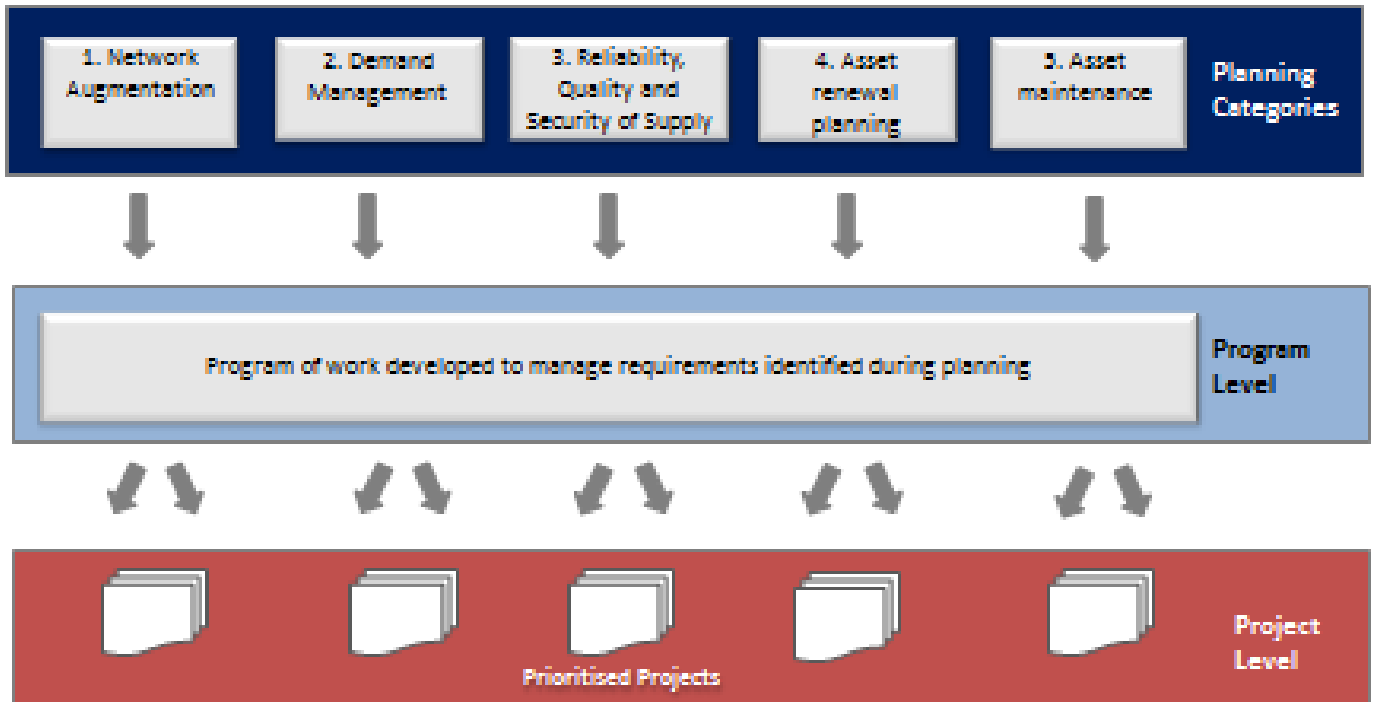 1. Network
Augmentation
2. Demand
Management
3. Reliability,
Quality and
Security of Supply
4. Asset
renewal
planning
5. Asset
maintenance
Planning
Categories
Program of work developed to manage requirements identified during planning
Program
Level
Prioritised Projects
Project
Level